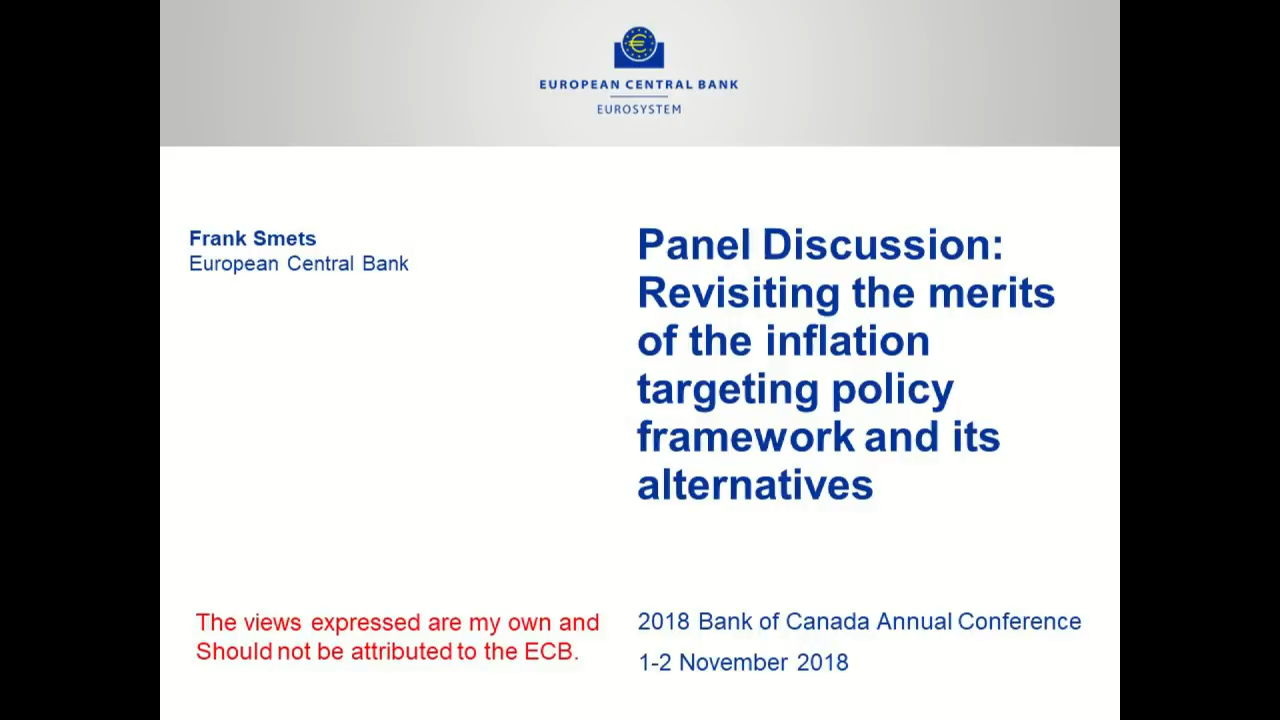 EUROPEAN CENTRAL BANK
EUROSYSTEM
Frank Smets
European Central Bank
Panel Discussion:
Revisiting the merits
of the inflation
targeting policy
framework and its
alternatives
The views expressed are my own and
Should not be attributed to the ECB.
2018 Bank of Canada Annual Conference
1-2 November 2018